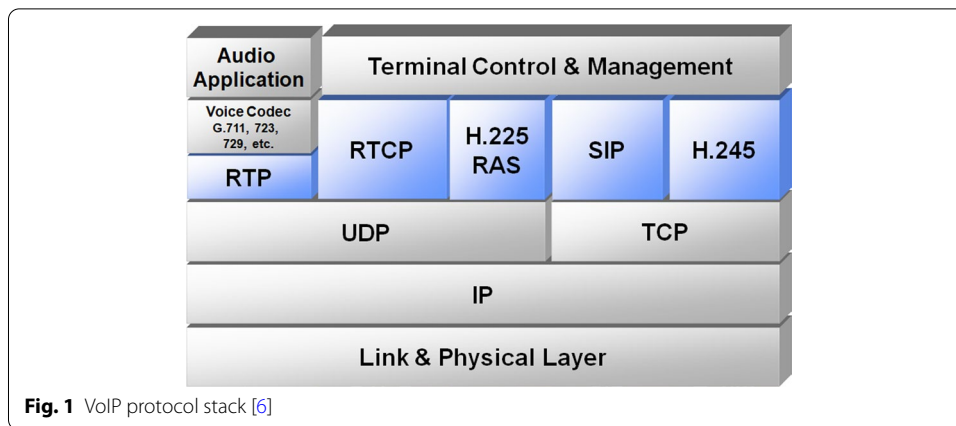 Audio
Application
Terminal Control & Management
Voice Codec
G.711, 723,
729, etc.
RTP
RTCP
H.225
RAS
SIP
H.245
UDP
TCP
IP
Link & Physical Layer
Fig. 1 VoIP protocol stack [6]